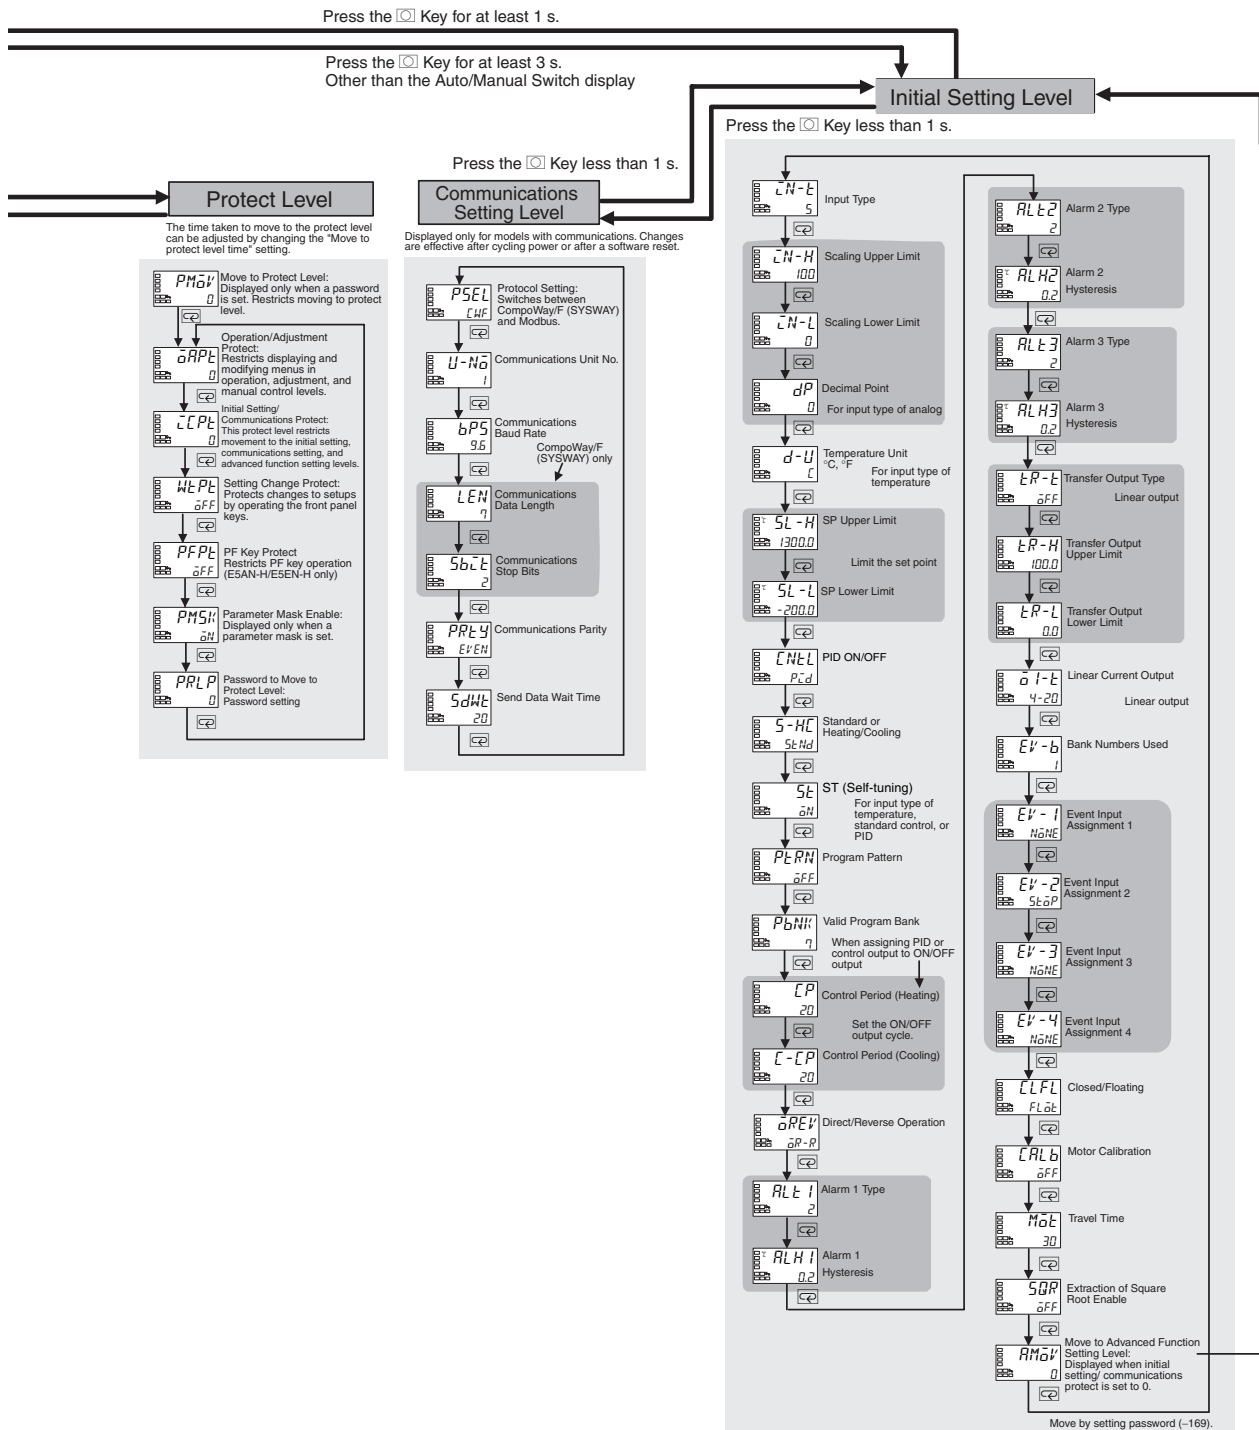 Press the Key for at least 1 s.
Press the Key for at least 3 s.
Other than the Auto/Manual Switch display
Initial Setting Level
Press the Key less than 1 s.
Press the Key less than 1 s.
Protect Level
The time taken to move to the protect level
can be adjusted by changing the "Move to
protect level time" setting.
PMOV
0
Move to Protect Level:
Displayed only when a password
is set. Restricts moving to protect
level.
OAPT
0
Operation/Adjustment
Protect:
Restricts displaying and
modifying menus in
operation, adjustment, and
manual control levels.
ICPT
0
Initial Setting/
Communications Protect:
This protect level restricts
movement to the initial setting,
communications setting, and
advanced function setting levels.
WTPT
OFF
Setting Change Protect:
Protects changes to setups
by operating the front panel
keys.
PFPT
OFF
PF Key Protect
Restricts PF key operation
(E5AN-H/E5EN-H only)
PMSK
ON
Parameter Mask Enable:
Displayed only when a
parameter mask is set.
PRLP
0
Password to Move to
Protect Level:
Password setting
Communications
Setting Level
Displayed only for models with communications. Changes
are effective after cycling power or after a software reset.
PSEL
CWF
Protocol Setting:
Switches between
CompoWay/F (SYSWAY)
and Modbus.
U-NO
1
Communications Unit No.
bPS
9.6
Communications
Baud Rate
CompoWay/F
(SYSWAY) only
LEN
7
Communications
Data Length
SbIT
2
Communications
Stop Bits
PRTY
EVEN
Communications Parity
SdWT
20
Send Data Wait Time
IN-T
5
Input Type
IN-H
100
Scaling Upper Limit
IN-L
0
Scaling Lower Limit
dP
0
Decimal Point
For input type of analog
d-U
C
Temperature Unit
°C, °F
For input type of
temperature
SL-H
1300.0
SP Upper Limit
Limit the set point
SL-L
-200.0
SP Lower Limit
CNTL
PId
PID ON/OFF
S-HC
STNd
Standard or
Heating/Cooling
ST
ON
ST (Self-tuning)
For input type of
temperature,
standard control, or
PID
PTRN
OFF
Program Pattern
PbNK
7
Valid Program Bank
When assigning PID or
control output to ON/OFF
output
CP
20
Control Period (Heating)
Set the ON/OFF
output cycle.
C-CP
20
Control Period (Cooling)
OREV
OR-R
Direct/Reverse Operation
ALT1
2
Alarm 1 Type
ALH1
0.2
Alarm 1
Hysteresis
ALT2
2
Alarm 2 Type
ALH2
0.2
Alarm 2
Hysteresis
ALT3
2
Alarm 3 Type
ALH3
0.2
Alarm 3
Hysteresis
TR-T
OFF
Transfer Output Type
Linear output
TR-H
100.0
Transfer Output
Upper Limit
TR-L
0.0
Transfer Output
Lower Limit
O1-T
4-20
Linear Current Output
Linear output
EV-b
1
Bank Numbers Used
EV-1
NONE
Event Input
Assignment 1
EV-2
STOP
Event Input
Assignment 2
EV-3
NONE
Event Input
Assignment 3
EV-4
NONE
Event Input
Assignment 4
CLFL
FLOT
Closed/Floating
CALb
OFF
Motor Calibration
MOT
30
Travel Time
SQR
OFF
Extraction of Square
Root Enable
AMOV
0
Move to Advanced Function
Setting Level:
Displayed when initial
setting/ communications
protect is set to 0.
Move by setting password (−169).